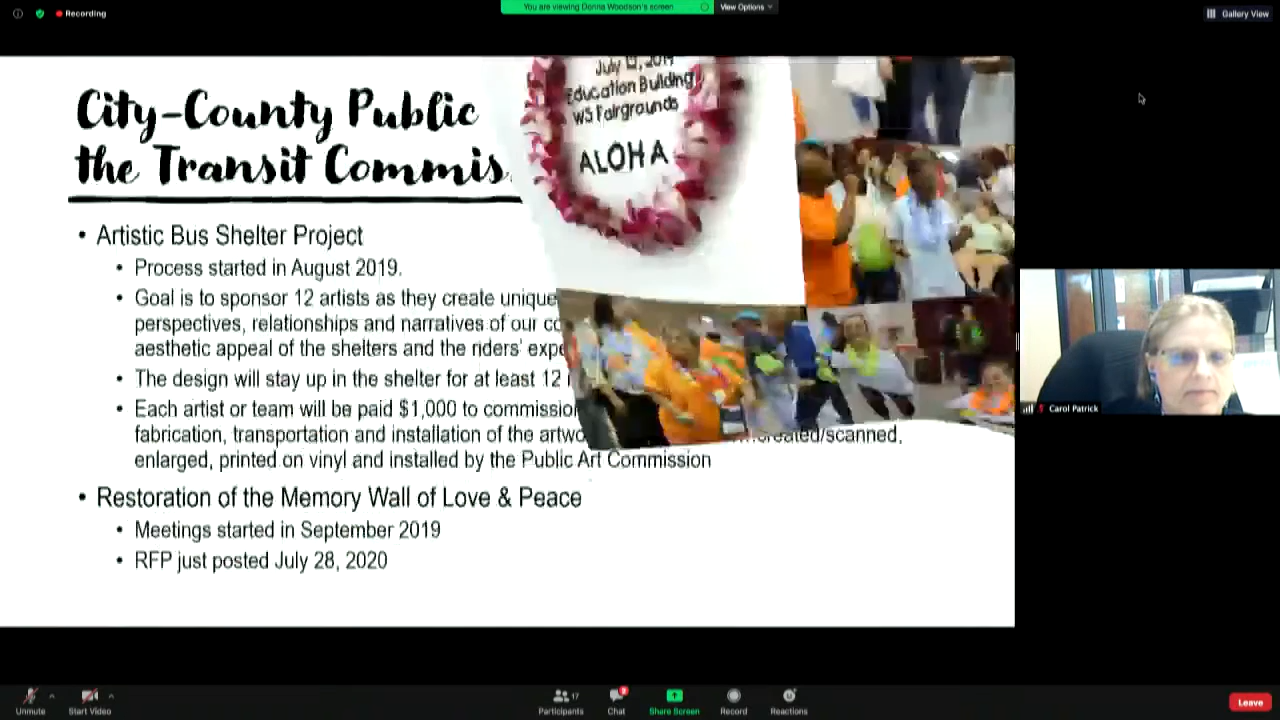 Recording
You are viewing Donna Woodson's screen
View Options
Gallery View
City-County Public
the Transit Commis
July
Education Building
WS Fairgrounds
ALOHA
• Artistic Bus Shelter Project
• Process started in August 2019.
• Goal is to sponsor 12 artists as they create unique
perspectives, relationships and narratives of our co
aesthetic appeal of the shelters and the riders' expe
• The design will stay up in the shelter for at least 12
• Each artist or team will be paid $1,000 to commission
fabrication, transportation and installation of the artwo
created/scanned,
enlarged, printed on vinyl and installed by the Public Art Commission
• Restoration of the Memory Wall of Love & Peace
• Meetings started in September 2019
• RFP just posted July 28, 2020
Carol Patrick
Unmute
Start Video
17
Participants
Chat
Share Screen
Record
Reactions
Leave